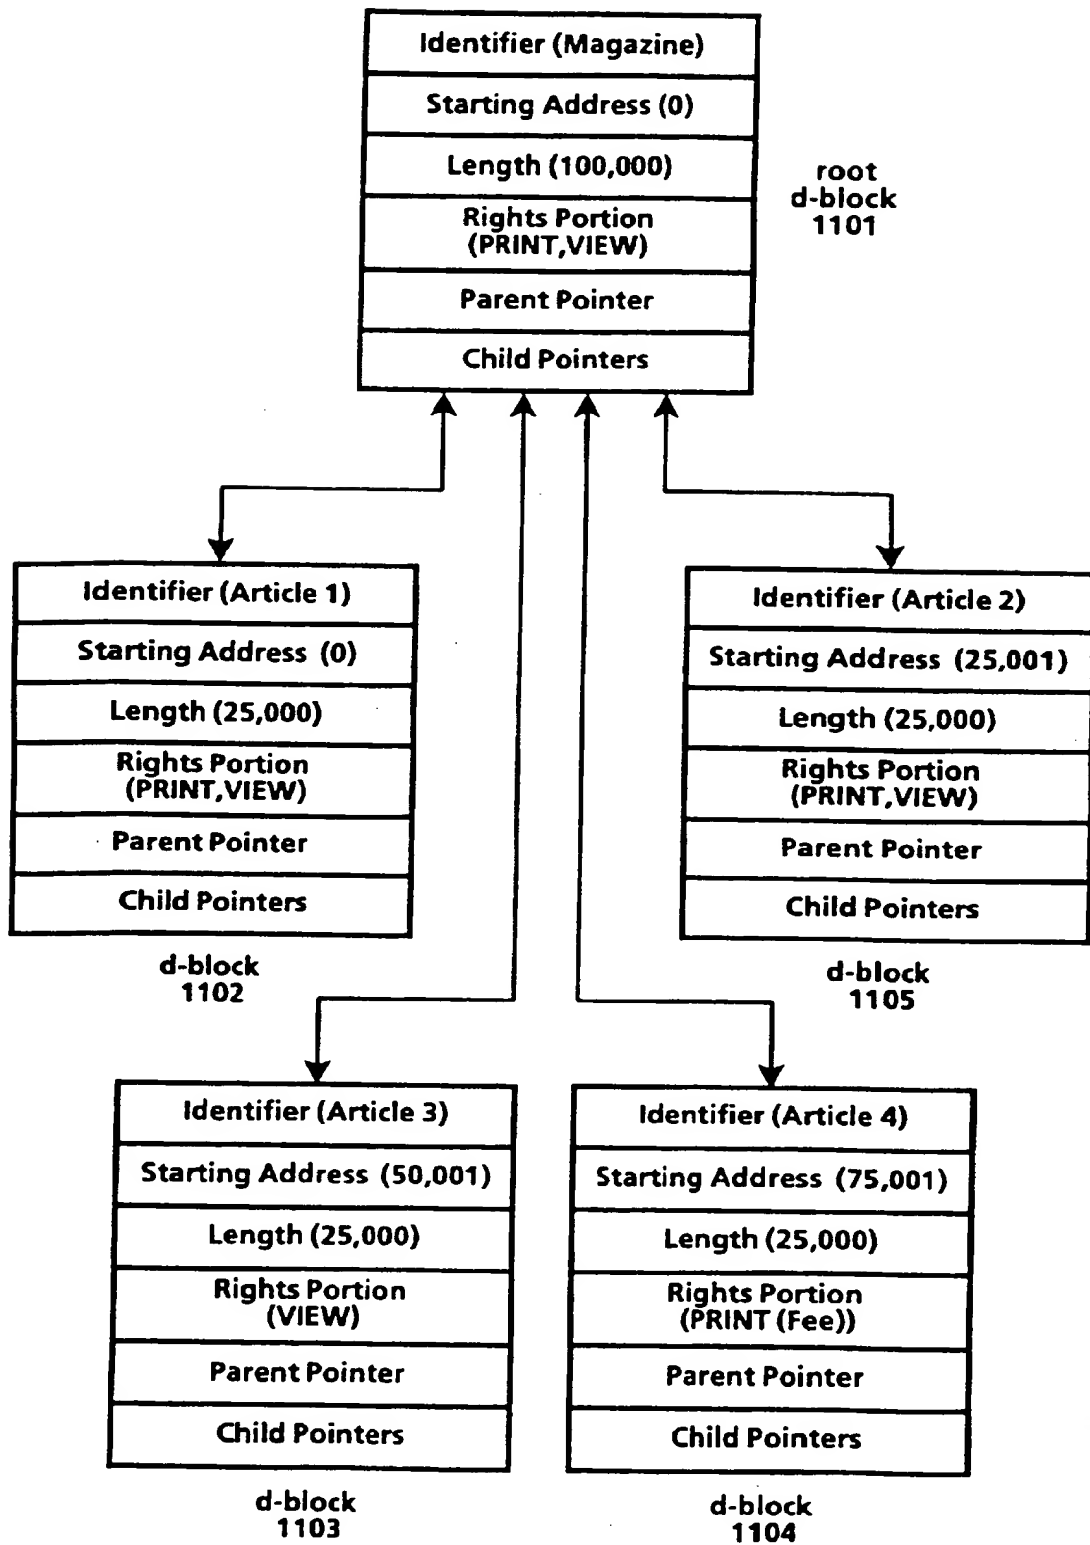 Identifier (Magazine)
Starting Address (0)
Length (100,000)
Rights Portion
(PRINT,VIEW)
Parent Pointer
Child Pointers
root
d-block
1101
Identifier (Article 1)
Starting Address (0)
Length (25,000)
Rights Portion
(PRINT,VIEW)
Parent Pointer
Child Pointers
d-block
1102
Identifier (Article 2)
Starting Address (25,001)
Length (25,000)
Rights Portion
(PRINT,VIEW)
Parent Pointer
Child Pointers
d-block
1105
Identifier (Article 3)
Starting Address (50,001)
Length (25,000)
Rights Portion
(VIEW)
Parent Pointer
Child Pointers
d-block
1103
Identifier (Article 4)
Starting Address (75,001)
Length (25,000)
Rights Portion
(PRINT (Fee))
Parent Pointer
Child Pointers
d-block
1104